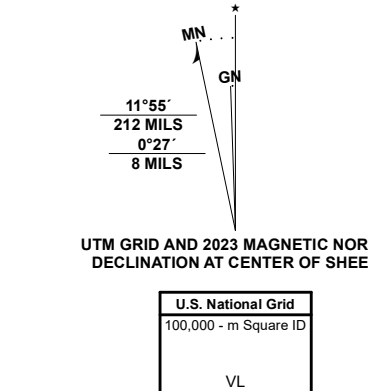 ★
MN
GN
11°55´
212 MILS
0°27´
8 MILS
UTM GRID AND 2023 MAGNETIC NOR
DECLINATION AT CENTER OF SHEE
U.S. National Grid
100,000 - m Square ID
VL